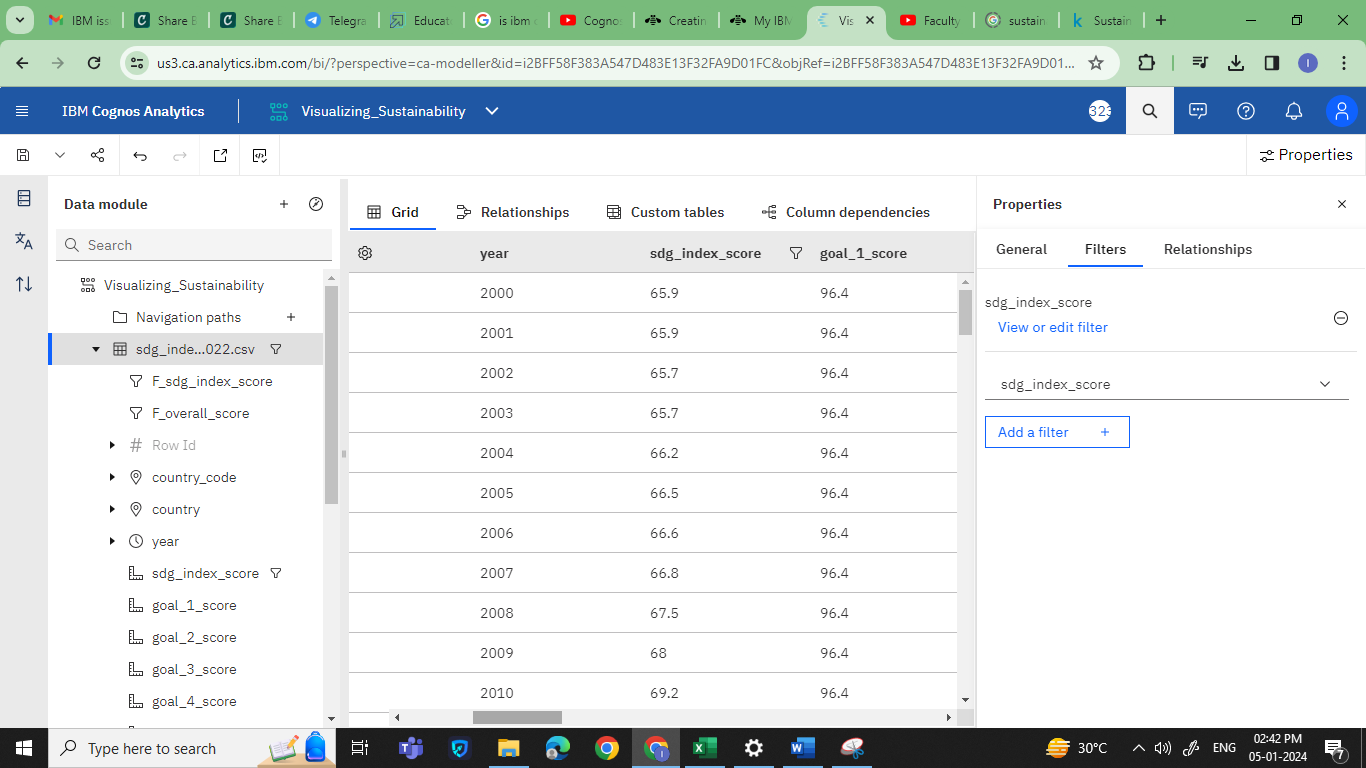 IBM iss
Share B
Share E
Telegra
Educat
is ibm c
Cognos
Creatin
My IBM
Vis
Faculty
sustain
Sustain
us3.ca.analytics.ibm.com/bi/?perspective=ca-modeller&id=i2BFF58F383A547D483E13F32FA9D01FC&objRef=i2BFF58F383A547D483E13F32FA9D01...
I
IBM Cognos Analytics
Visualizing_Sustainability
323
Properties
Data module
Search
Visualizing_Sustainability
Navigation paths
sdg_inde...022.csv
F_sdg_index_score
F_overall_score
Row Id
country_code
country
year
sdg_index_score
goal_1_score
goal_2_score
goal_3_score
goal_4_score
Grid Relationships Custom tables Column dependencies
year sdg_index_score goal_1_score
2000 65.9 96.4
2001 65.9 96.4
2002 65.7 96.4
2003 65.7 96.4
2004 66.2 96.4
2005 66.5 96.4
2006 66.6 96.4
2007 66.8 96.4
2008 67.5 96.4
2009 68 96.4
2010 69.2 96.4
Properties
General Filters Relationships
sdg_index_score
View or edit filter
sdg_index_score
Add a filter +
Type here to search
30°C
ENG
02:42 PM
05-01-2024
7